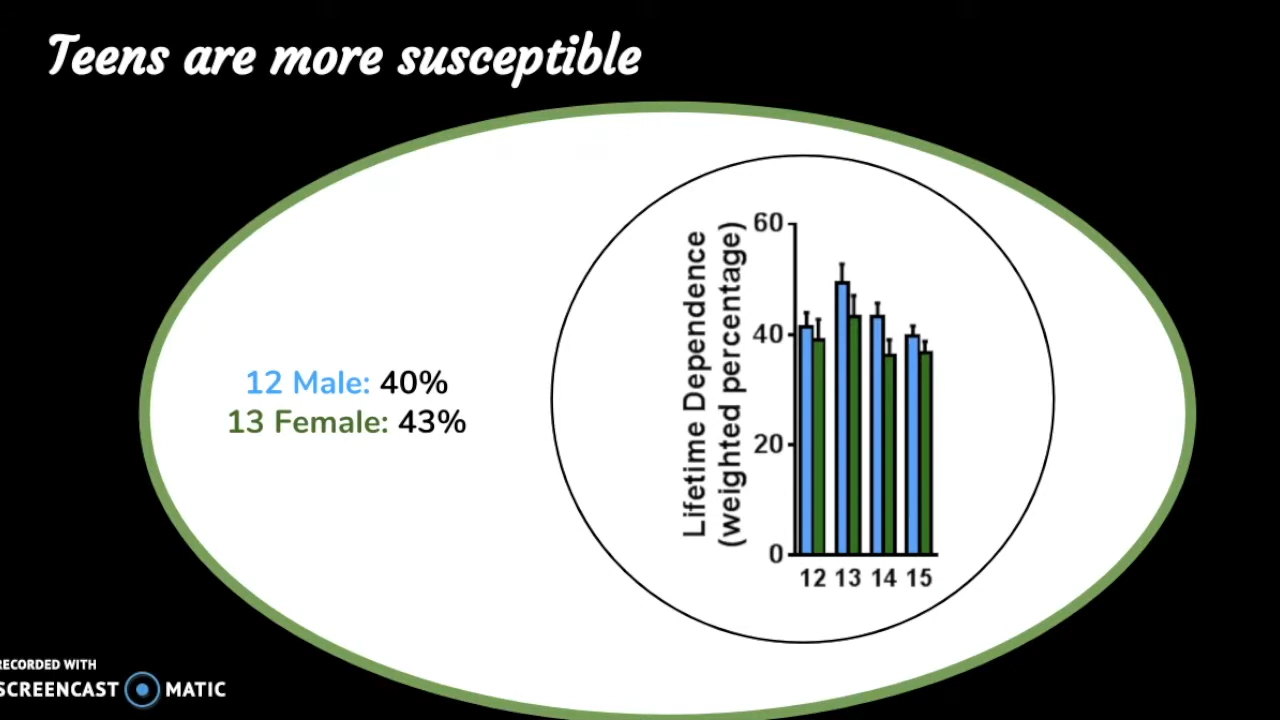 Teens are more susceptible
12 Male: 40%
13 Female: 43%
Lifetime Dependence
(weighted percentage)
60
40
20
0
12 13 14 15
RECORDED WITH
SCREENCAST MATIC